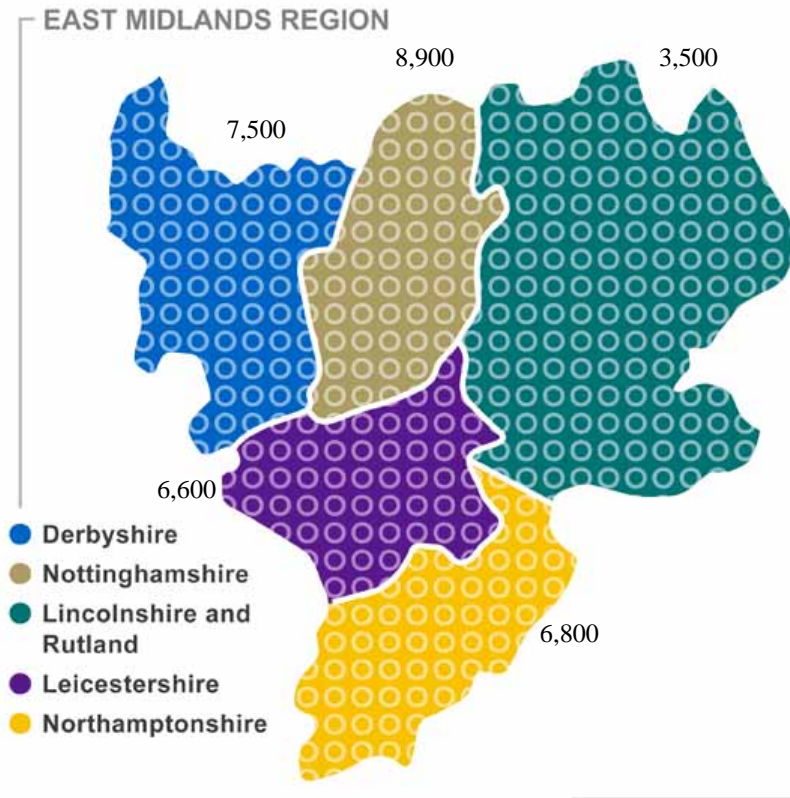 EAST MIDLANDS REGION
8,900
3,500
7,500
6,600
Derbyshire
Nottinghamshire
Lincolnshire and
Rutland
6,800
Leicestershire
Northamptonshire